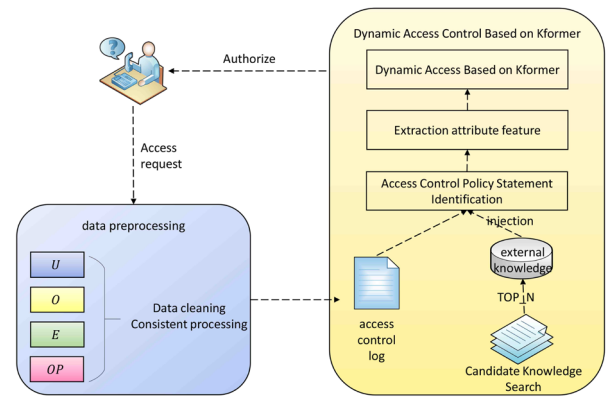 Dynamic Access Control Based on Kformer
Authorize
Dynamic Access Based on Kformer
Extraction attribute feature
Access
request
Access Control Policy Statement
Identification
injection
data preprocessing
external
knowledge
U
O
E
OP
Data cleaning
Consistent processing
TOP_N
access
control
log
Candidate Knowledge
Search
?